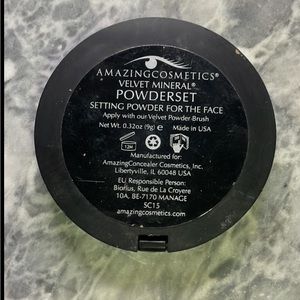 AMAZINGCOSMETICS®
VELVET MINERAL®
POWDERSET
SETTING POWDER FOR THE FACE
Apply with our Velvet Powder-Brush
Net Wt. 0.32oz (9g) e Made in USA
12M
Manufactured for:
AmazingConcealer Cosmetics, Inc.
Libertyville, IL 60048 USA
EU Responsible Person:
Biorius, Rue de La Croyere
10A, BE-7170 MANAGE
SC15
amazingcosmetics.com